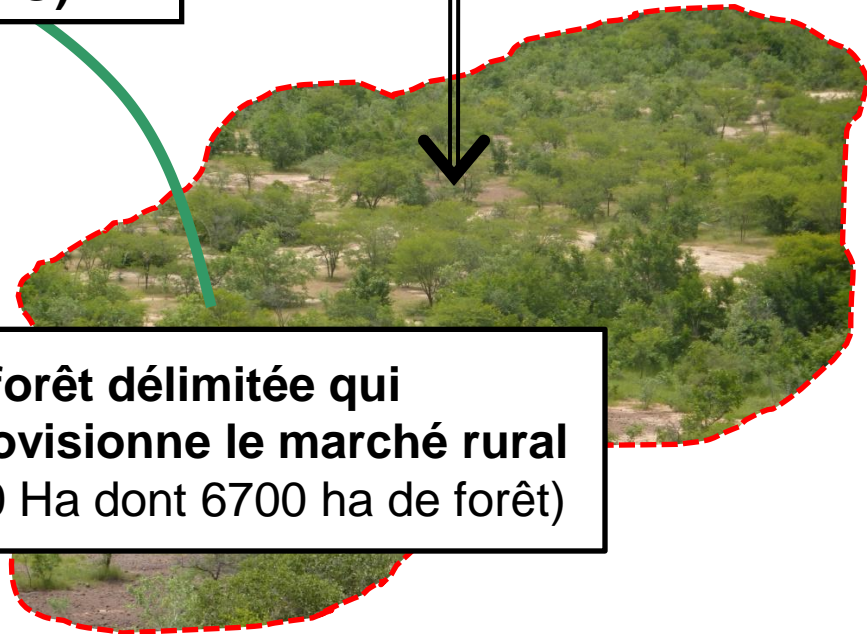 forêt délimitée qui
ovisionne le marché rural
Ha dont 6700 ha de forêt)